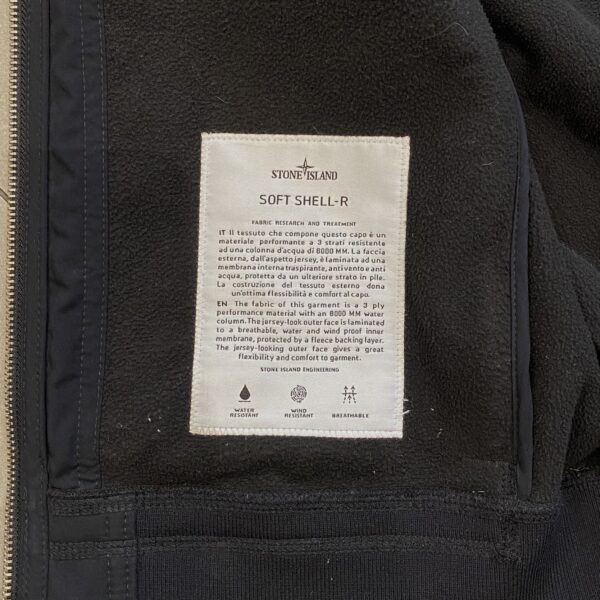 STONE ISLAND
SOFT SHELL-R
FABRIC RESEARCH AND TREATMENT
IT Il tessuto che compone questo capo è un
materiale performante a 3 strati resistente
ad una colonna d'acqua di 8000 MM. La faccia
esterna, dall'aspetto jersey, è laminata ad una
membrana interna traspirante, antivento e anti
acqua, protetta da un ulteriore strato in pile.
La costruzione del tessuto esterno dona
un'ottima flessibilità e comfort al capo.
EN- The fabric of this garment is a 3 ply
performance material with an 8000 MM water
column. The jersey-look outer face is laminated
to a breathable, water and wind proof inner
membrane, protected by a fleece backing layer.
The jersey-looking outer face gives a great
flexibility and comfort to garment.
STONE ISLAND ENGINEERING
WATER WIND BREATHABLE
RESISTANT RESISTANT